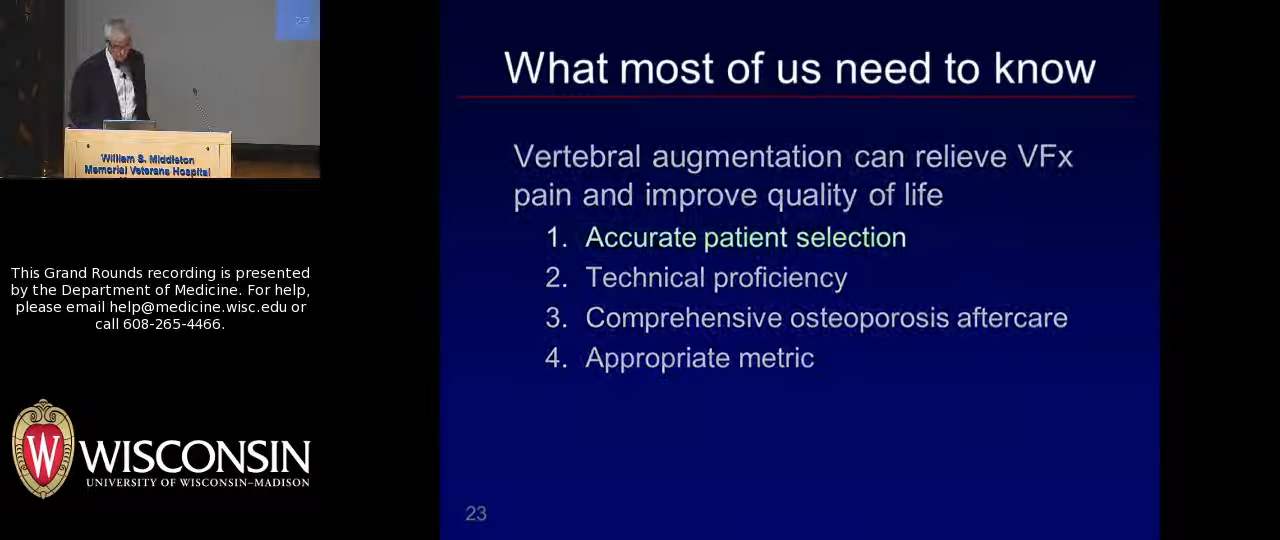 25
William S. Middleton
Memorial Veterans Hospital
This Grand Rounds recording is presented
by the Department of Medicine. For help,
please email help@medicine.wisc.edu or
call 608-265-4466.
W
WISCONSIN
UNIVERSITY OF WISCONSIN–MADISON
What most of us need to know
Vertebral augmentation can relieve VFx
pain and improve quality of life
1. Accurate patient selection
2. Technical proficiency
3. Comprehensive osteoporosis aftercare
4. Appropriate metric
23